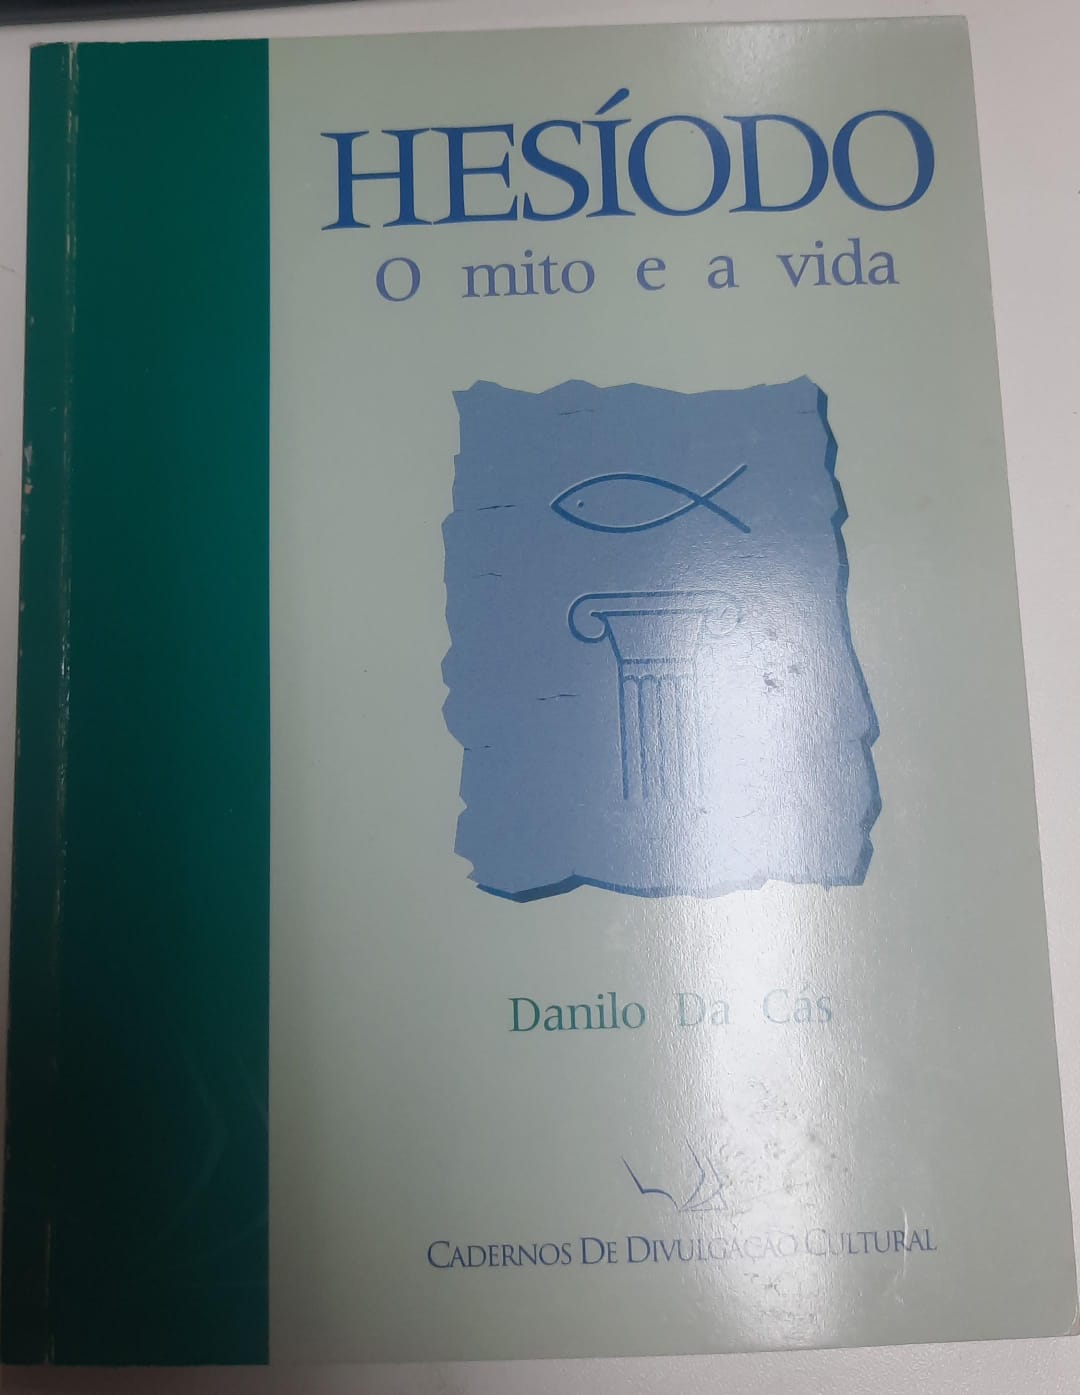 HESÍODO
O mito e a vida
Danilo Da Cás
CADERNOS DE DIVULGAÇÃO CULTURAL